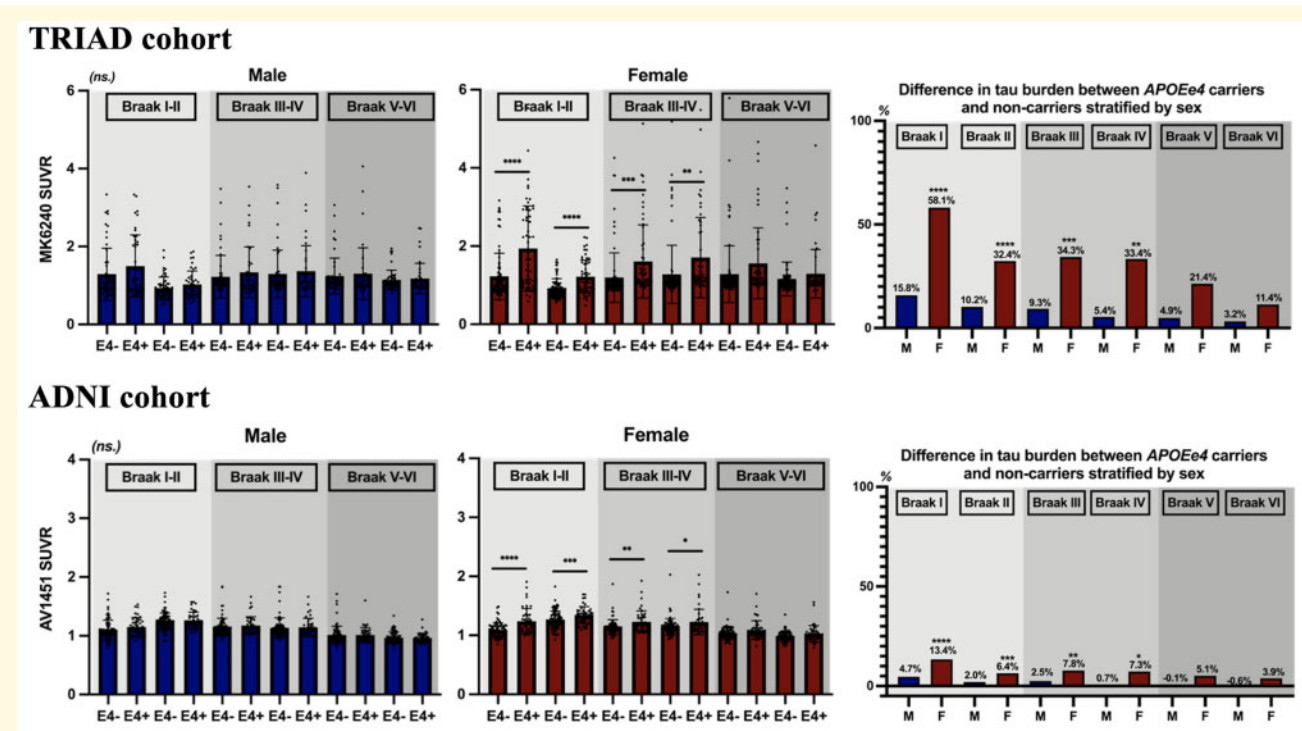 TRIAD cohort
(ns.)
Male
Braak I-II
Braak III-IV
Braak V-VI
MK6240 SUVR
6
4
2
0
E4- E4+ E4- E4+ E4- E4+ E4- E4+ E4- E4+ E4- E4+
Female
Braak I-II
Braak III-IV
Braak V-VI
6
4
2
0
****
****
***
**
E4- E4+ E4- E4+ E4- E4+ E4- E4+ E4- E4+ E4- E4+
Difference in tau burden between APOEe4 carriers
and non-carriers stratified by sex
%
100
50
0
Braak I
Braak II
Braak III
Braak IV
Braak V
Braak VI
15.8%
****
58.1%
10.2%
****
32.4%
9.3%
***
34.3%
5.4%
**
33.4%
4.9%
21.4%
3.2%
11.4%
M F M F M F M F M F M F
ADNI cohort
(ns.)
Male
Braak I-II
Braak III-IV
Braak V-VI
AV1451 SUVR
4
3
2
1
0
E4- E4+ E4- E4+ E4- E4+ E4- E4+ E4- E4+ E4- E4+
Female
Braak I-II
Braak III-IV
Braak V-VI
4
3
2
1
0
****
***
**
*
E4- E4+ E4- E4+ E4- E4+ E4- E4+ E4- E4+ E4- E4+
Difference in tau burden between APOEe4 carriers
and non-carriers stratified by sex
%
100
50
0
Braak I
Braak II
Braak III
Braak IV
Braak V
Braak VI
4.7%
****
13.4%
2.0%
***
6.4%
2.5%
**
7.8%
0.7%
*
7.3%
-0.1%
5.1%
-0.6%
3.9%
M F M F M F M F M F M F